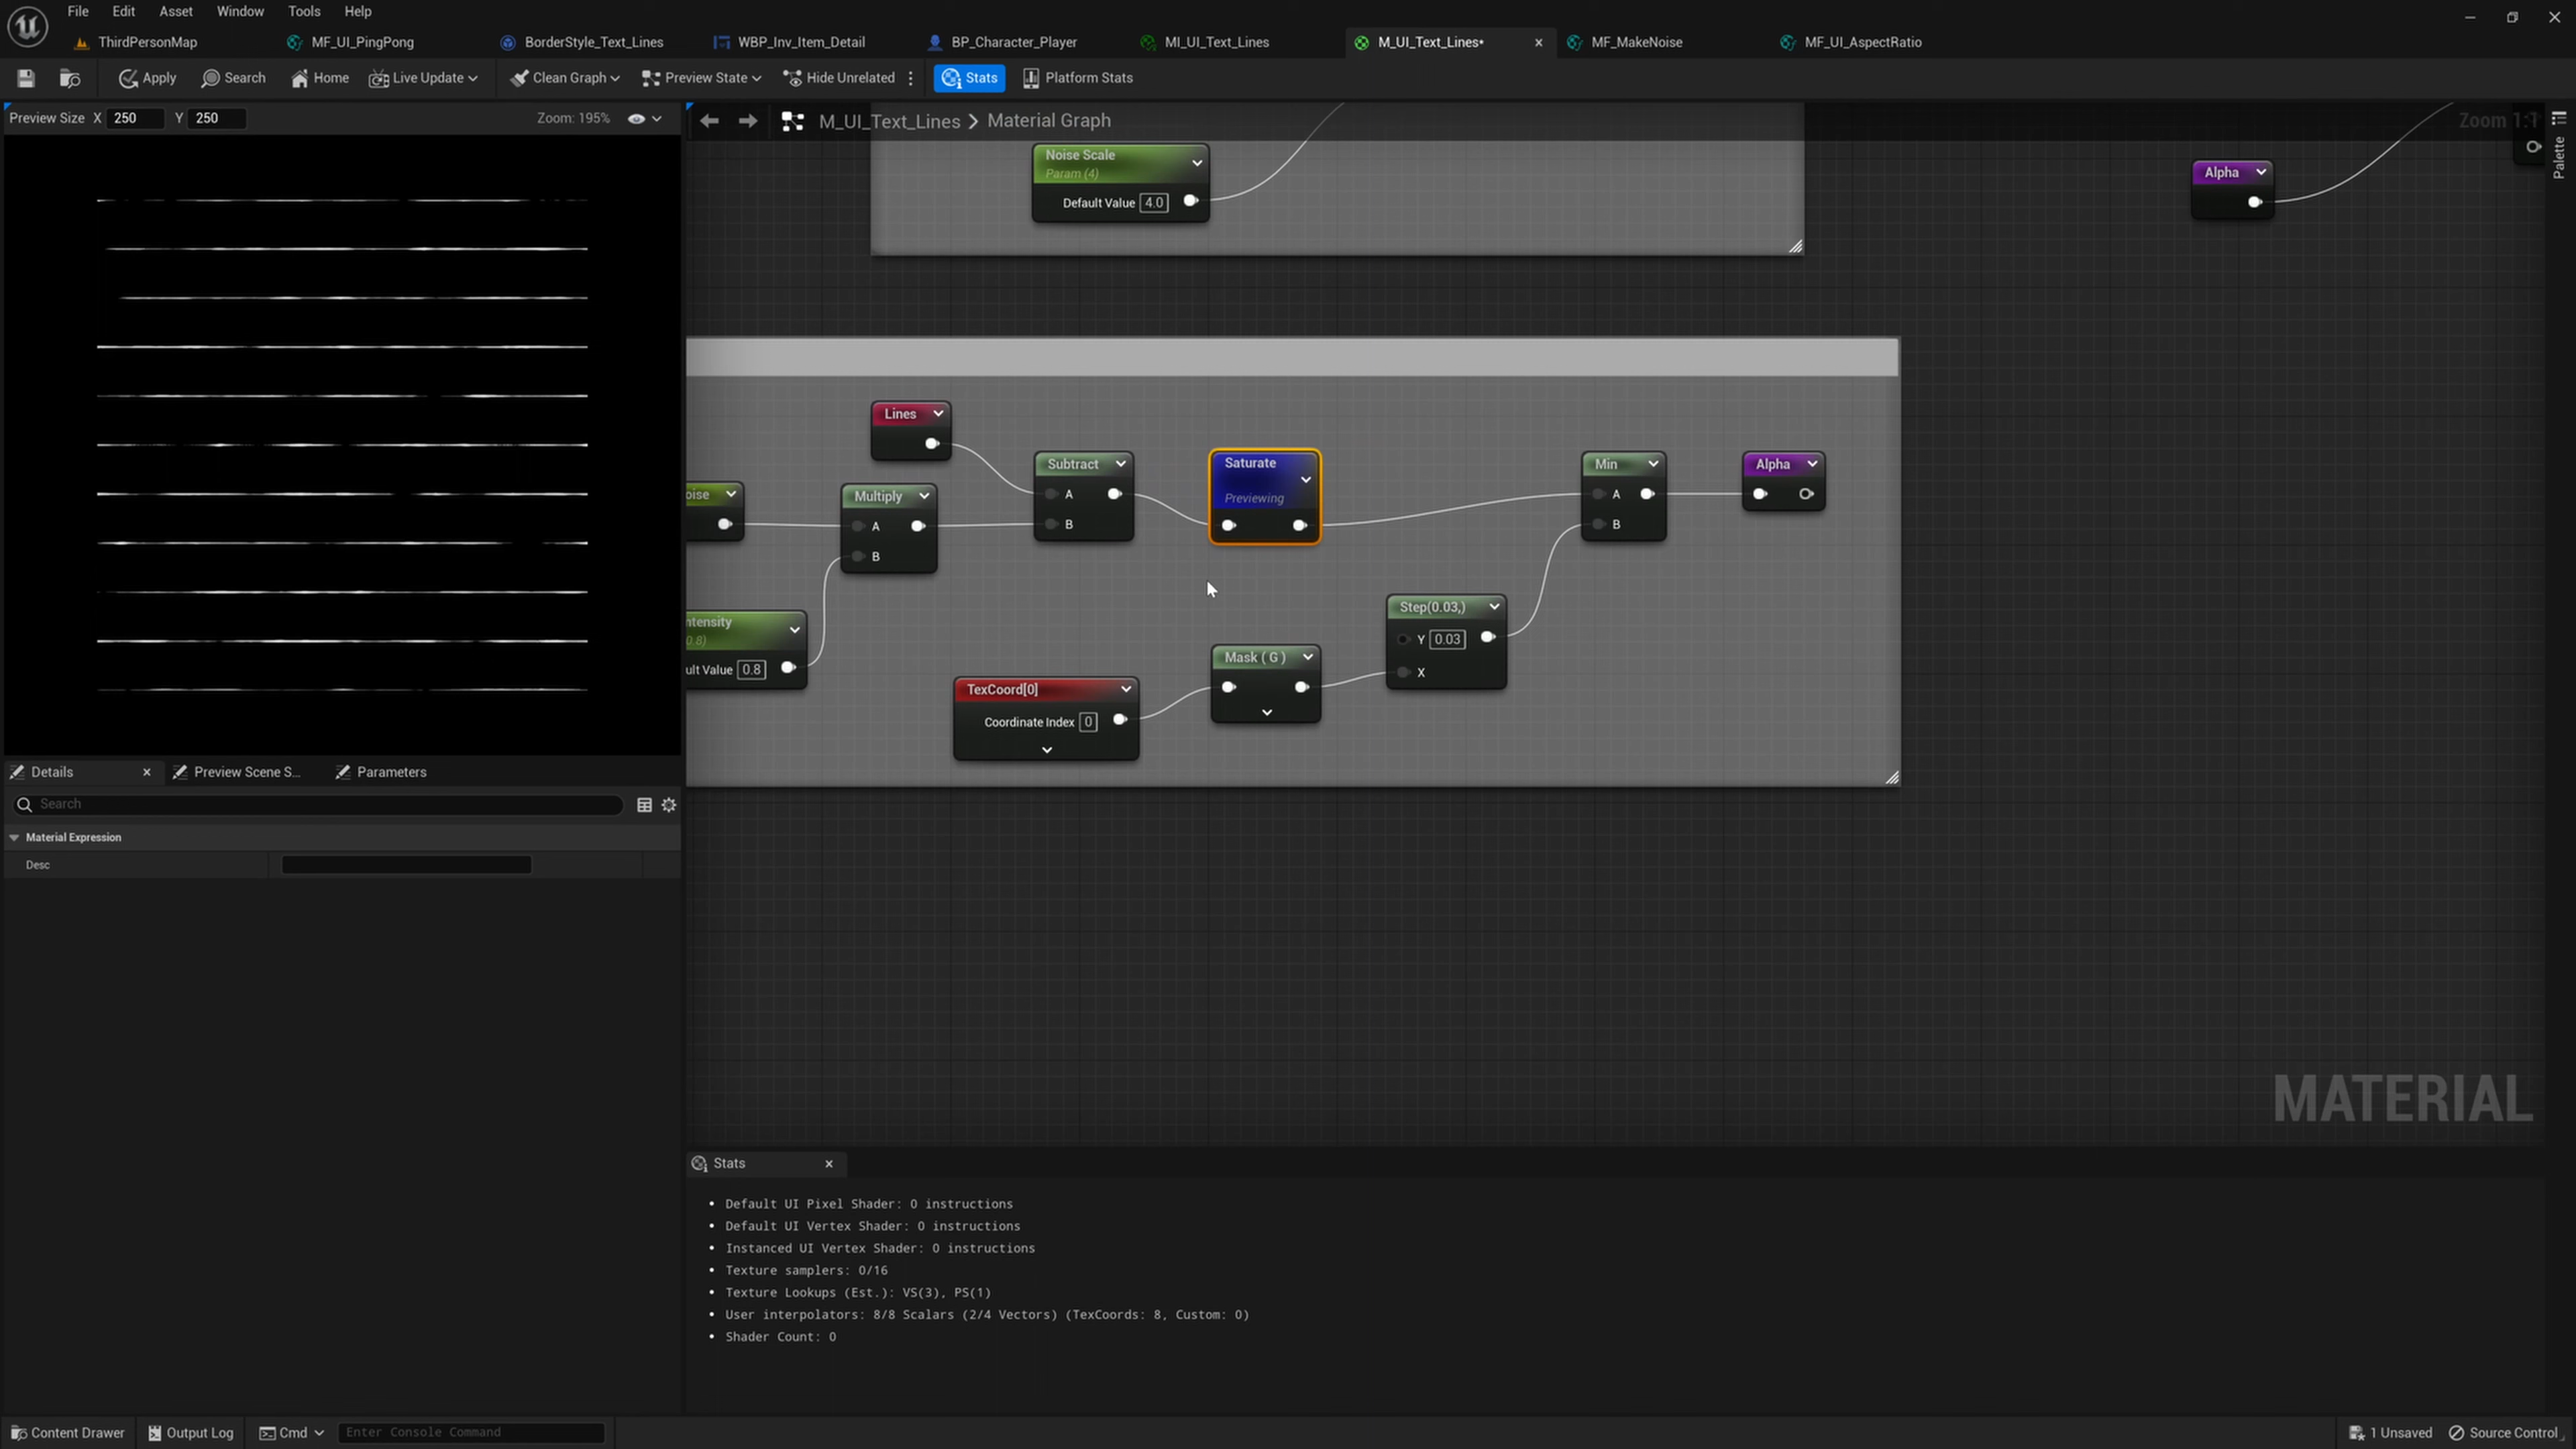 File Edit Asset Window Tools Help
ThirdPersonMap MF_UI_PingPong BorderStyle_Text_Lines WBP_Inv_Item_Detail BP_Character_Player MI_UI_Text_Lines M_UI_Text_Lines• MF_MakeNoise MF_UI_AspectRatio
Apply Search Home Live Update Clean Graph Preview State Hide Unrelated Stats Platform Stats
Preview Size X 250 Y 250 Zoom: 195%
M_UI_Text_Lines > Material Graph Zoom 1:1
Palette
Noise Scale
Param (4)
Default Value 4.0
Alpha
Lines
oise
Multiply
A
B
Subtract
A
B
Saturate
Previewing
Min
A
B
Alpha
ntensity
0.8)
ult Value 0.8
TexCoord[0]
Coordinate Index 0
Mask ( G )
Step(0.03,)
Y 0.03
X
MATERIAL
Details Preview Scene S... Parameters
Search
Material Expression
Desc
Stats
• Default UI Pixel Shader: 0 instructions
• Default UI Vertex Shader: 0 instructions
• Instanced UI Vertex Shader: 0 instructions
• Texture samplers: 0/16
• Texture Lookups (Est.): VS(3), PS(1)
• User interpolators: 8/8 Scalars (2/4 Vectors) (TexCoords: 8, Custom: 0)
• Shader Count: 0
Content Drawer Output Log Cmd Enter Console Command 1 Unsaved Source Control